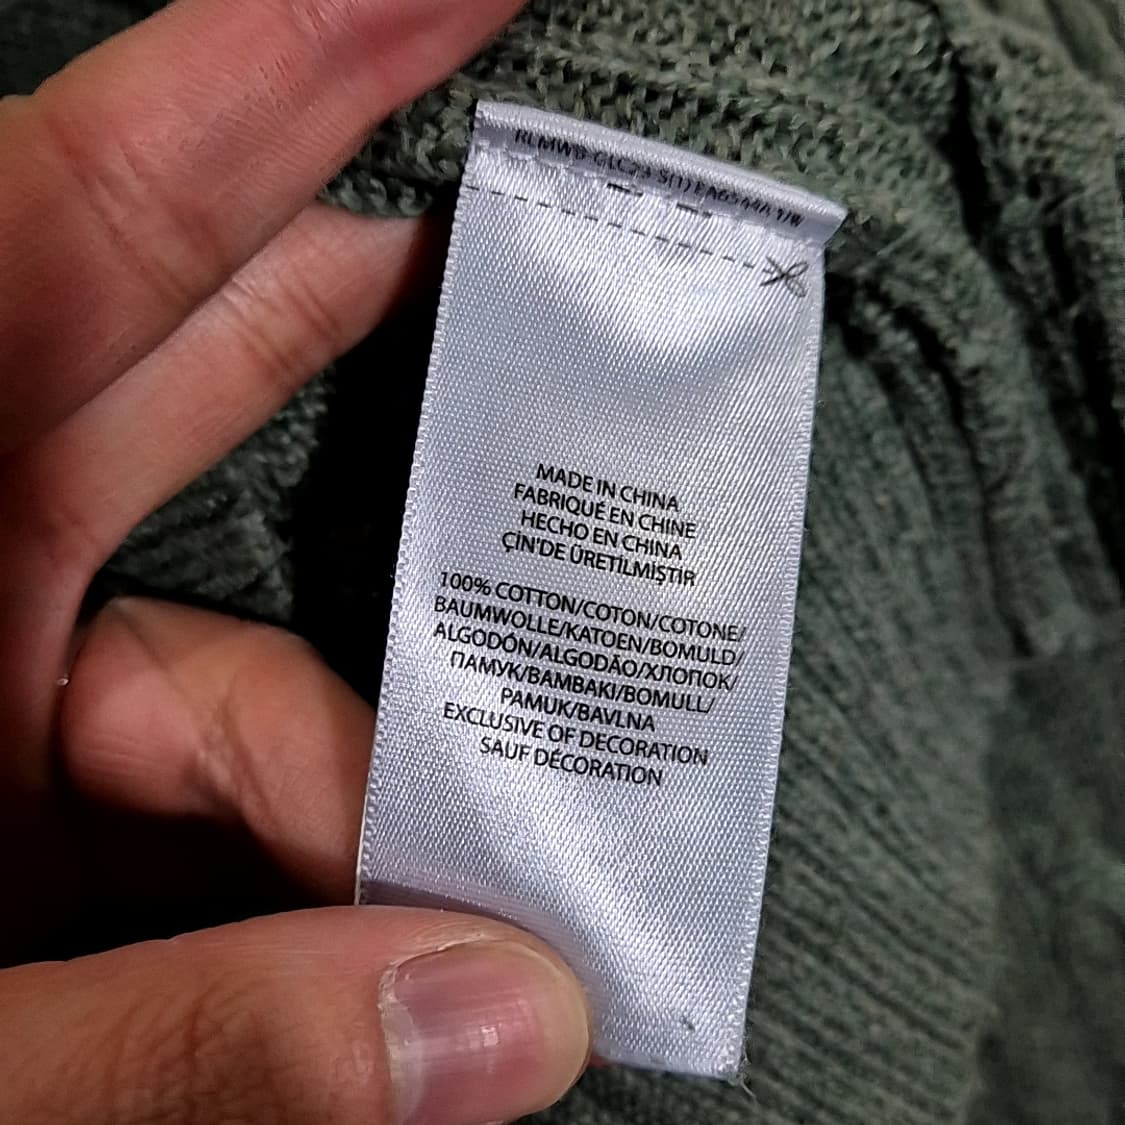 MADE IN CHINA
FABRIQUÉ EN CHINE
HECHO EN CHINA
ÇİN'DE ÜRETİLMİŞTİR
100% COTTON/COTON/COTONE/
BAUMWOLLE/KATOEN/BOMULD/
ALGODÓN/ALGODÃO/ХЛОПОК/
ПАМУК/BAMBAKI/BOMULL/
PAMUK/BAVLNA
EXCLUSIVE OF DECORATION
SAUF DÉCORATION